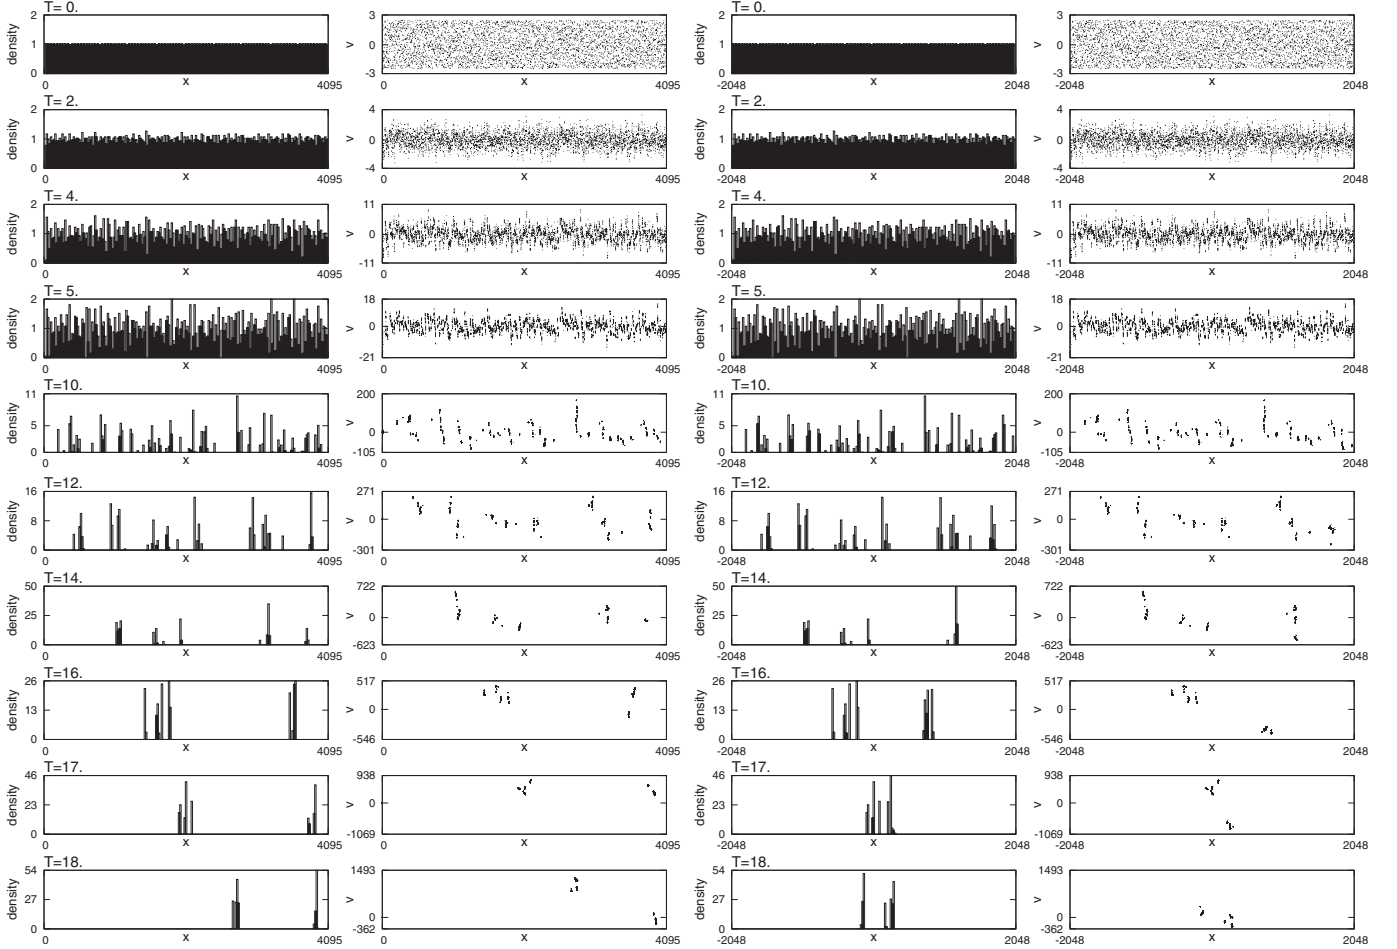 T= 0.
density
2
1
0
0 x 4095
v
3
0
-3
0 x 4095
T= 0.
density
2
1
0
-2048 x 2048
v
3
0
-3
-2048 x 2048
T= 2.
density
2
1
0
0 x 4095
v
4
0
-4
0 x 4095
T= 2.
density
2
1
0
-2048 x 2048
v
4
0
-4
-2048 x 2048
T= 4.
density
2
1
0
0 x 4095
v
11
0
-11
0 x 4095
T= 4.
density
2
1
0
-2048 x 2048
v
11
0
-11
-2048 x 2048
T= 5.
density
2
1
0
0 x 4095
v
18
0
-21
0 x 4095
T= 5.
density
2
1
0
-2048 x 2048
v
18
0
-21
-2048 x 2048
T=10.
density
11
5
0
0 x 4095
v
200
0
-105
0 x 4095
T=10.
density
11
5
0
-2048 x 2048
v
200
0
-105
-2048 x 2048
T=12.
density
16
8
0
0 x 4095
v
271
0
-301
0 x 4095
T=12.
density
16
8
0
-2048 x 2048
v
271
0
-301
-2048 x 2048
T=14.
density
50
25
0
0 x 4095
v
722
0
-623
0 x 4095
T=14.
density
50
25
0
-2048 x 2048
v
722
0
-623
-2048 x 2048
T=16.
density
26
13
0
0 x 4095
v
517
0
-546
0 x 4095
T=16.
density
26
13
0
-2048 x 2048
v
517
0
-546
-2048 x 2048
T=17.
density
46
23
0
0 x 4095
v
938
0
-1069
0 x 4095
T=17.
density
46
23
0
-2048 x 2048
v
938
0
-1069
-2048 x 2048
T=18.
density
54
27
0
0 x 4095
v
1493
0
-362
0 x 4095
T=18.
density
54
27
0
-2048 x 2048
v
1493
0
-362
-2048 x 2048